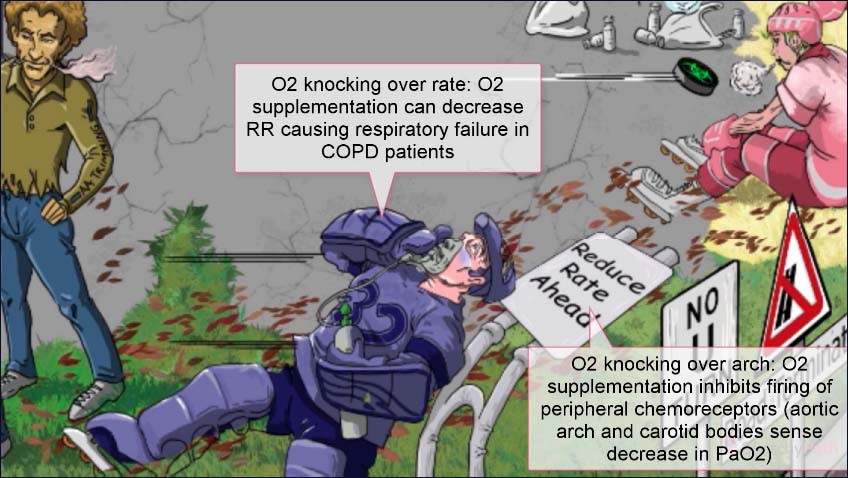 O2 knocking over rate: O2
supplementation can decrease
RR causing respiratory failure in
COPD patients
Reduce
Rate
Ahead
NO
O2 knocking over arch: O2
supplementation inhibits firing of
peripheral chemoreceptors (aortic
arch and carotid bodies sense
decrease in PaO2)